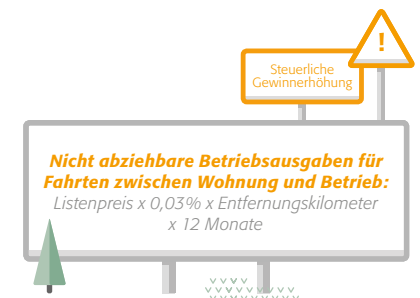 !
Steuerliche
Gewinnerhöhung
Nicht abziehbare Betriebsausgaben für
Fahrten zwischen Wohnung und Betrieb:
Listenpreis x 0,03% x Entfernungskilometer
x 12 Monate